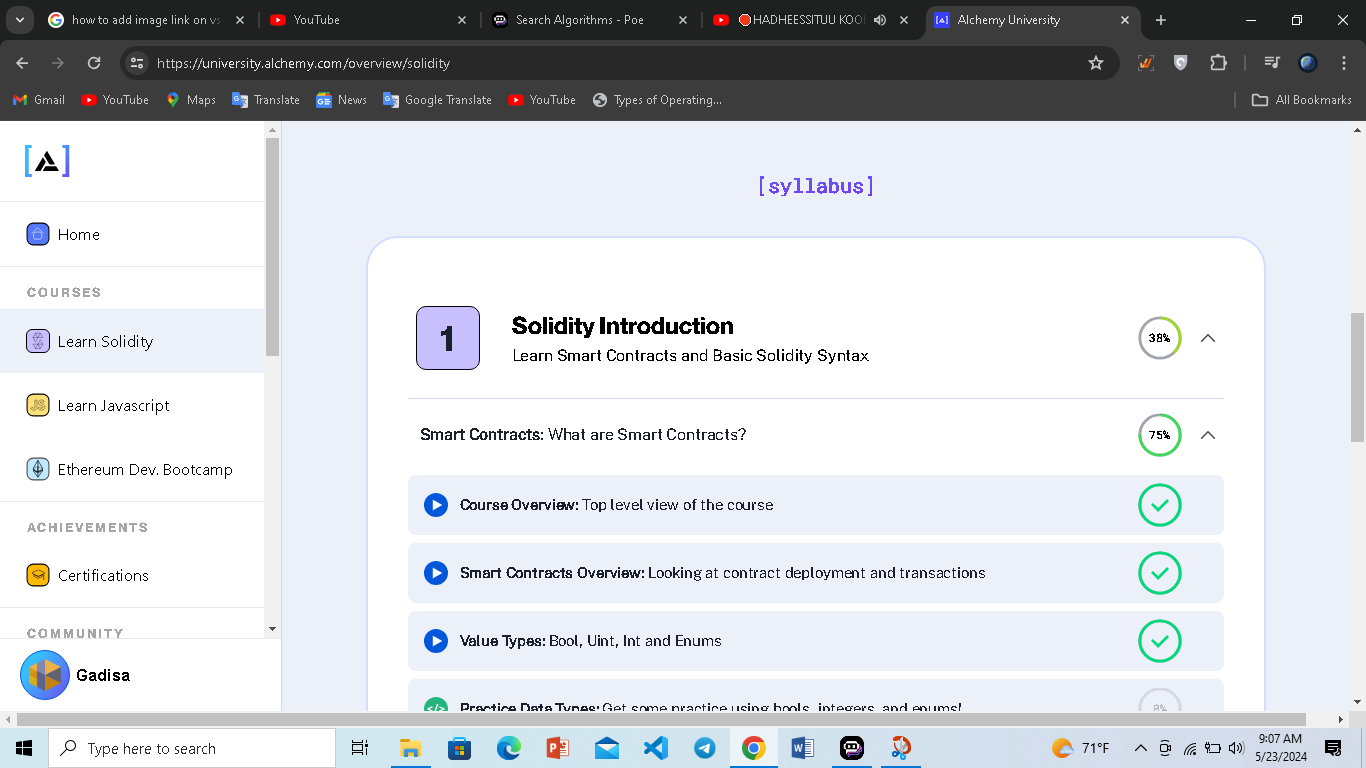 how to add image link on vs
YouTube
Search Algorithms - Poe
HADHEESSITUU KOO
Alchemy University
https://university.alchemy.com/overview/solidity
Gmail
YouTube
Maps
Translate
News
Google Translate
YouTube
Types of Operating...
All Bookmarks
[A]
Home
COURSES
Learn Solidity
JS
Learn Javascript
Ethereum Dev. Bootcamp
ACHIEVEMENTS
Certifications
COMMUNITY
Gadisa
[syllabus]
1
Solidity Introduction
Learn Smart Contracts and Basic Solidity Syntax
38%
Smart Contracts: What are Smart Contracts?
75%
Course Overview: Top level view of the course
Smart Contracts Overview: Looking at contract deployment and transactions
Value Types: Bool, Uint, Int and Enums
</> Practice Data Types: Get some practice using bools, integers, and enums!
0%
Type here to search
71°F
9:07 AM
5/23/2024